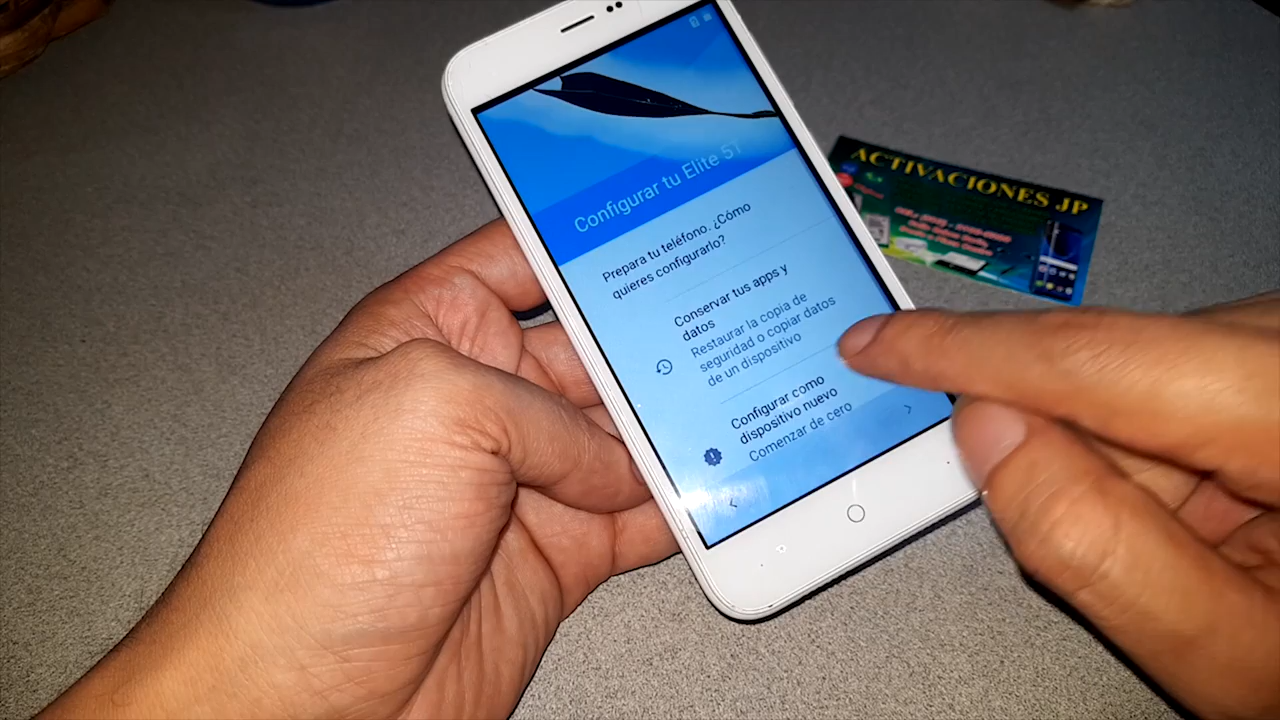 Configurar tu Elite 5T
Prepara tu teléfono. ¿Cómo
quieres configurarlo?
Conservar tus apps y
datos
Restaurar la copia de
seguridad o copiar datos
de un dispositivo
Configurar como
dispositivo nuevo
Comenzar de cero
ACTIVACIONES JP